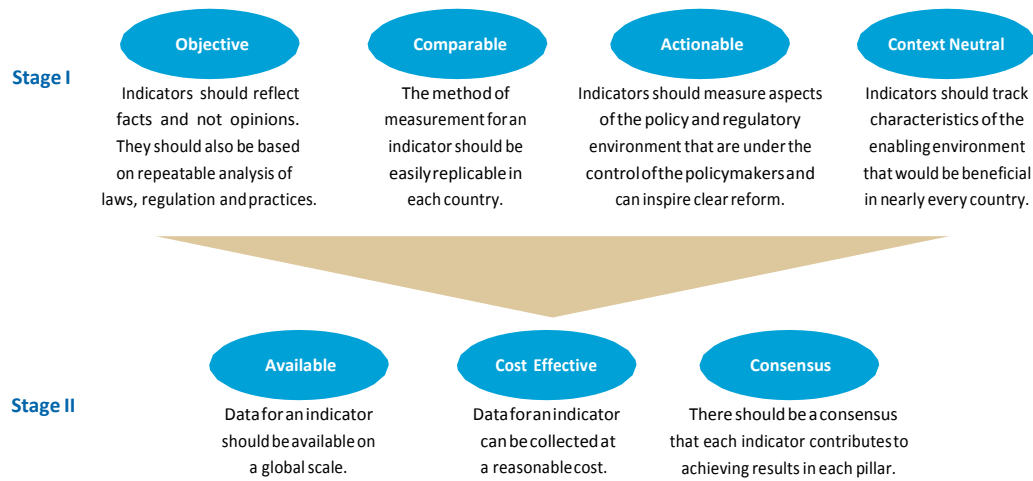 Objective
Comparable
Actionable
Context Neutral
Stage I
Indicators should reflect
facts and not opinions.
They should also be based
on repeatable analysis of
laws, regulation and practices.
The method of
measurement for an
indicator should be
easily replicable in
each country.
Indicators should measure aspects
of the policy and regulatory
environment that are under the
control of the policymakers and
can inspire clear reform.
Indicators should track
characteristics of the
enabling environment
that would be beneficial
in nearly every country.
Available
Cost Effective
Consensus
Stage II
Data for an indicator
should be available on
a global scale.
Data for an indicator
can be collected at
a reasonable cost.
There should be a consensus
that each indicator contributes to
achieving results in each pillar.